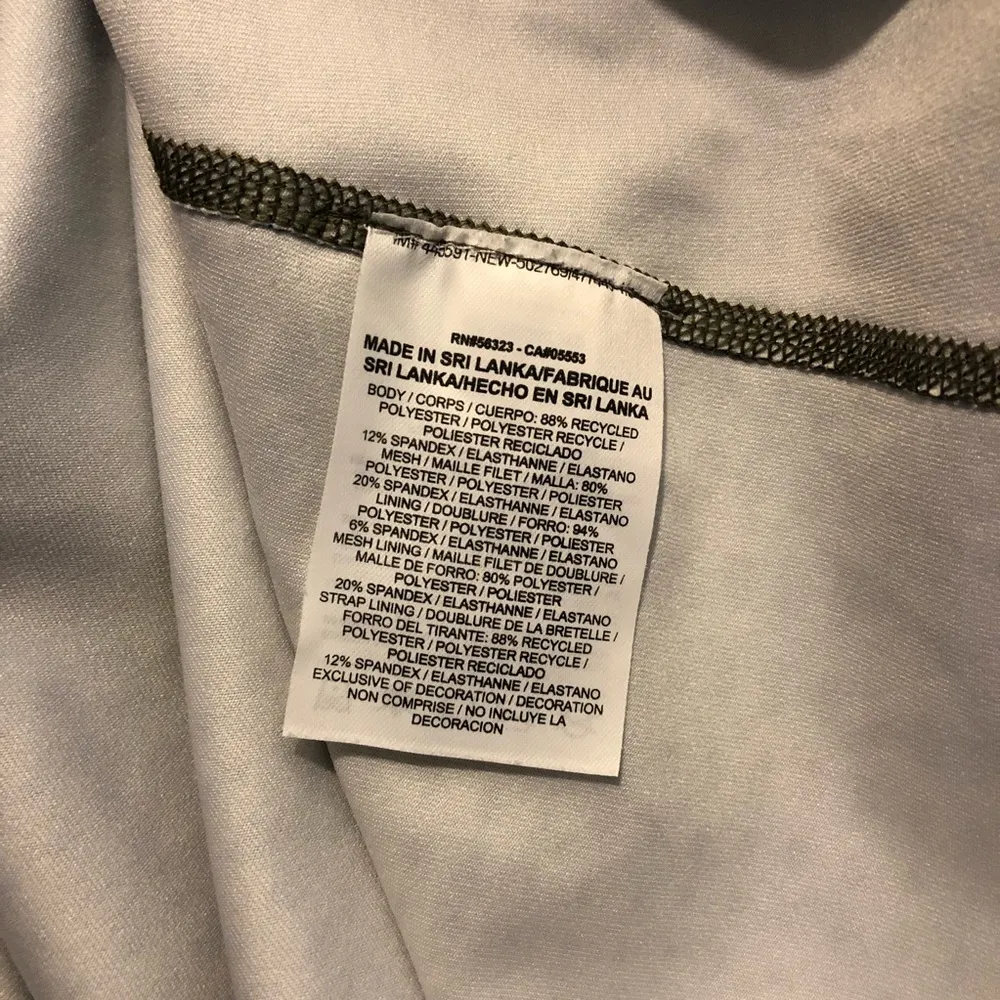 RN#56323 - CA#05553
MADE IN SRI LANKA/FABRIQUE AU
SRI LANKA/HECHO EN SRI LANKA
BODY / CORPS / CUERPO: 88% RECYCLED
POLYESTER / POLYESTER RECYCLE /
POLIESTER RECICLADO
12% SPANDEX / ELASTHANNE / ELASTANO
MESH / MAILLE FILET / MALLA: 80%
POLYESTER / POLYESTER / POLIESTER
20% SPANDEX / ELASTHANNE / ELASTANO
LINING / DOUBLURE / FORRO: 94%
POLYESTER / POLYESTER / POLIESTER
6% SPANDEX / ELASTHANNE / ELASTANO
MESH LINING / MAILLE FILET DE DOUBLURE /
MALLE DE FORRO: 80% POLYESTER /
POLYESTER / POLIESTER
20% SPANDEX / ELASTHANNE / ELASTANO
STRAP LINING / DOUBLURE DE LA BRETELLE /
FORRO DEL TIRANTE: 88% RECYCLED
POLYESTER / POLYESTER RECYCLE /
POLIESTER RECICLADO
12% SPANDEX / ELASTHANNE / ELASTANO
EXCLUSIVE OF DECORATION / DECORATION
NON COMPRISE / NO INCLUYE LA
DECORACION